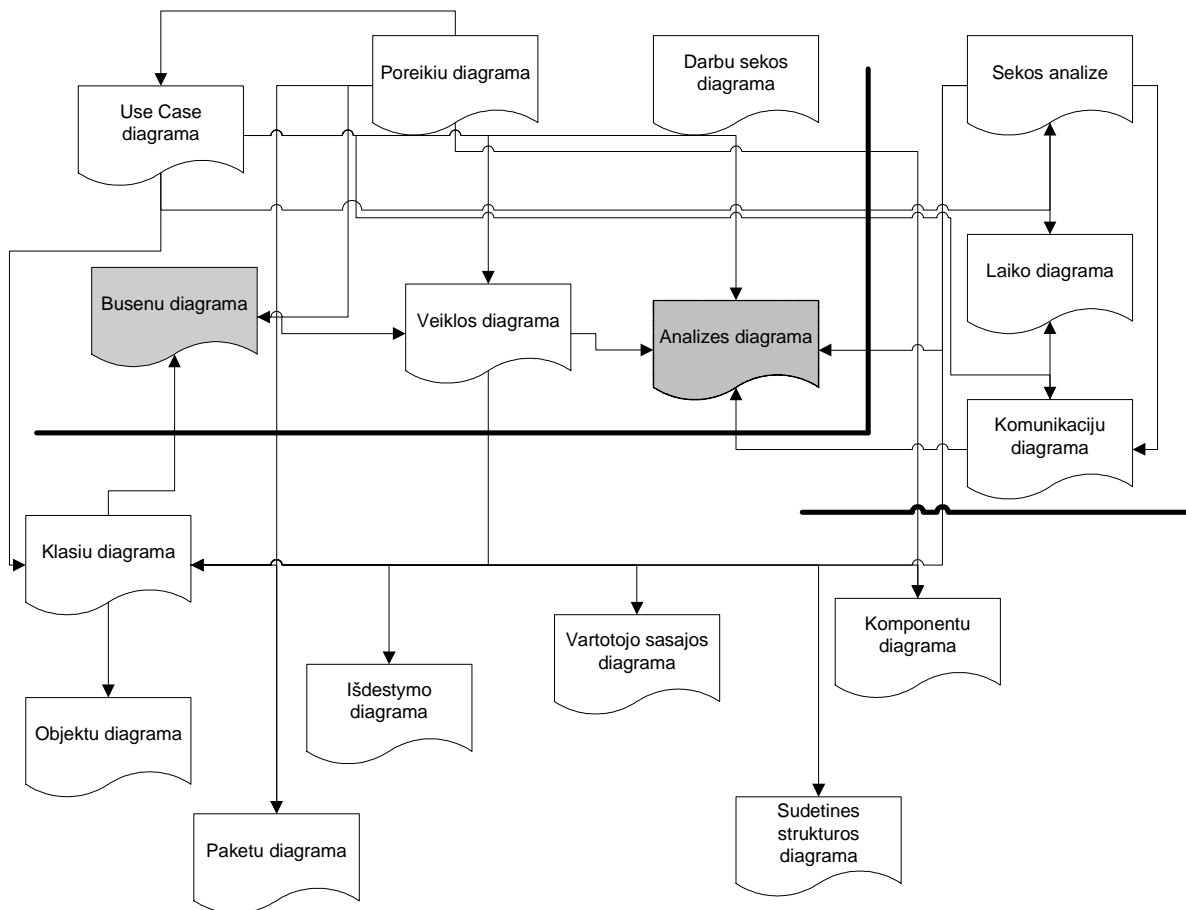 Poreikiu diagrama
Darbu sekos
diagrama
Sekos analize
Use Case
diagrama
Laiko diagrama
Busenu diagrama
Veiklos diagrama
Analizes diagrama
Komunikaciju
diagrama
Klasiu diagrama
Vartotojo sasajos
diagrama
Komponentu
diagrama
Išdestymo
diagrama
Objektu diagrama
Sudetines
strukturos
diagrama
Paketu diagrama